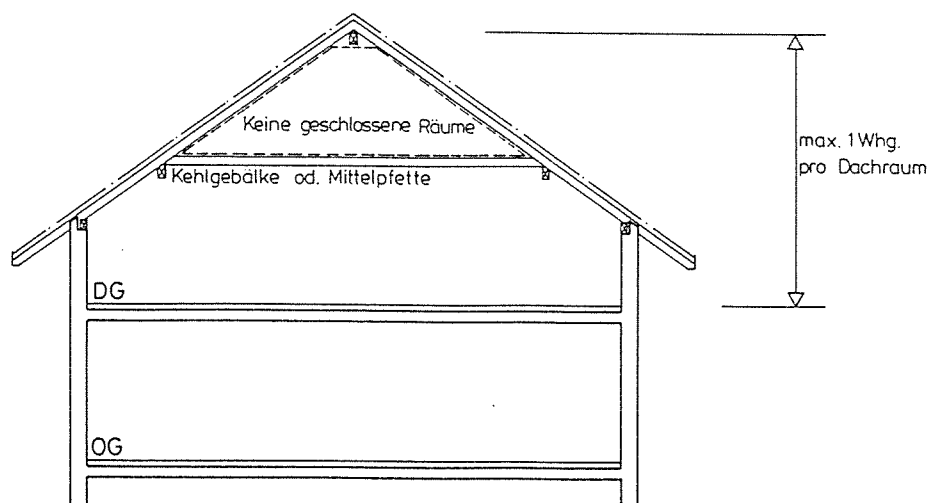 Keine geschlossene Räume
Kehlgebälke od. Mittelpfette
max. 1 Whg.
pro Dachraum
DG
OG